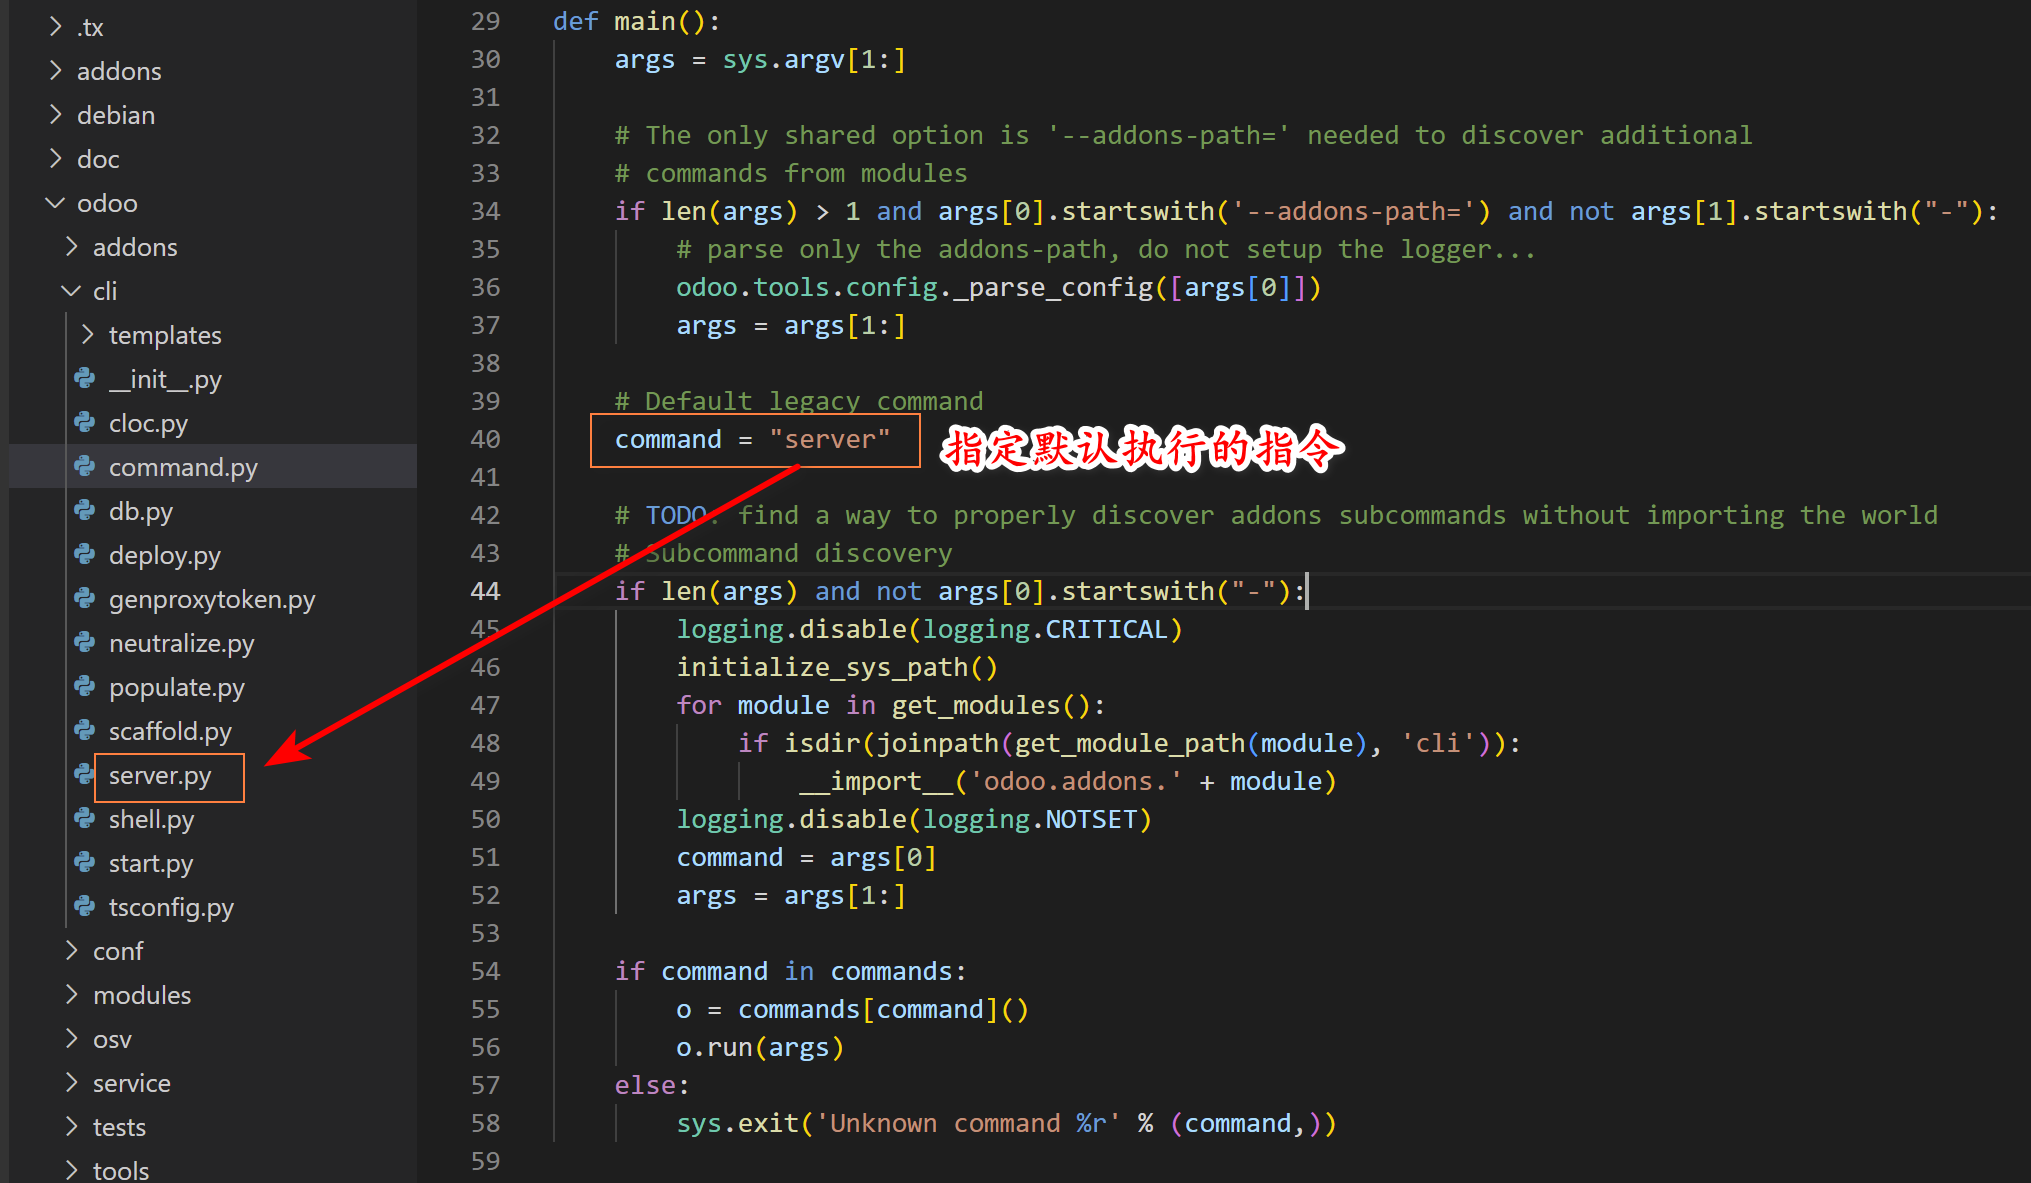 .tx
addons
debian
doc
odoo
addons
cli
templates
__init__.py
cloc.py
command.py
db.py
deploy.py
genproxytoken.py
neutralize.py
populate.py
scaffold.py
server.py
shell.py
start.py
tsconfig.py
conf
modules
osv
service
tests
tools
29 def main():
30     args = sys.argv[1:]
31
32     # The only shared option is '--addons-path=' needed to discover additional
33     # commands from modules
34     if len(args) > 1 and args[0].startswith('--addons-path=') and not args[1].startswith("-"):
35         # parse only the addons-path, do not setup the logger...
36         odoo.tools.config._parse_config([args[0]])
37         args = args[1:]
38
39     # Default legacy command
40     command = "server" 指定默认执行的指令
41
42     # TODO: find a way to properly discover addons subcommands without importing the world
43     # Subcommand discovery
44     if len(args) and not args[0].startswith("-"):
45         logging.disable(logging.CRITICAL)
46         initialize_sys_path()
47         for module in get_modules():
48             if isdir(joinpath(get_module_path(module), 'cli')):
49                 __import__('odoo.addons.' + module)
50         logging.disable(logging.NOTSET)
51         command = args[0]
52         args = args[1:]
53
54     if command in commands:
55         o = commands[command]()
56         o.run(args)
57     else:
58         sys.exit('Unknown command %r' % (command,))
59